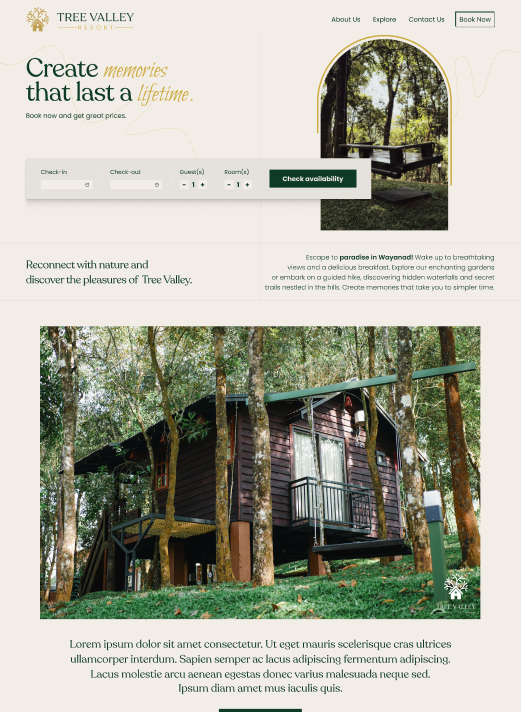 TREE VALLEY
RESORT
About Us
Explore
Contact Us
Book Now
Create memories
that last a lifetime.
Book now and get great prices.
Check-in
Check-out
Guest(s)
Room(s)
- 1 +
- 1 +
Check availability
Reconnect with nature and
discover the pleasures of Tree Valley.
Escape to paradise in Wayanad! Wake up to breathtaking
views and a delicious breakfast. Explore our enchanting gardens
or embark on a guided hike, discovering hidden waterfalls and secret
trails nestled in the hills. Create memories that take you to simpler time.
TREE VALLEY
Lorem ipsum dolor sit amet consectetur. Ut eget mauris scelerisque cras ultrices
ullamcorper interdum. Sapien semper ac lacus adipiscing fermentum adipiscing.
Lacus molestie arcu aenean egestas donec varius malesuada neque sed.
Ipsum diam amet mus iaculis quis.